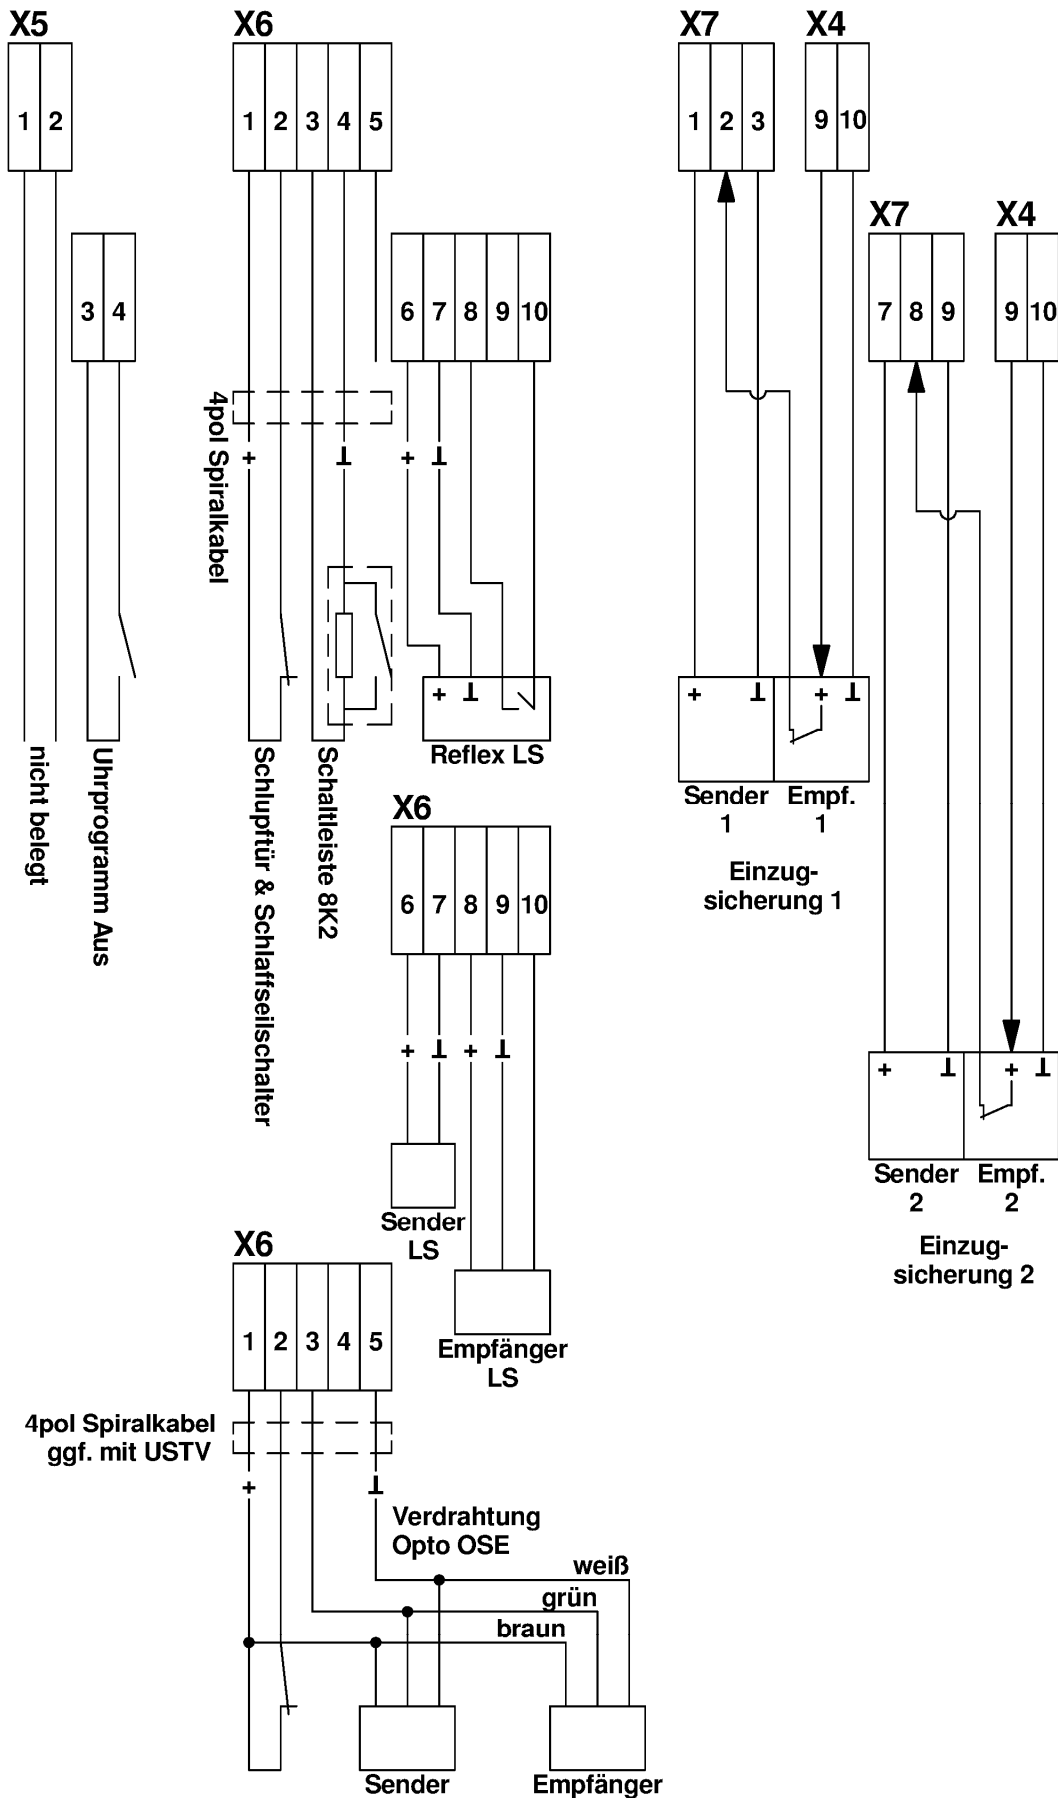 X5
X6
X7
X4
1 2
1 2 3 4 5
1 2 3
9 10
X7
X4
3 4
6 7 8 9 10
7 8 9
9 10
4pol Spiralkabel
+
+
nicht belegt
Uhrprogramm Aus
Schlupftür & Schlaffseilschalter
Schaltleiste 8K2
+
Reflex LS
+
+
Sender
1
Empf.
1
Einzug-
sicherung 1
X6
6 7 8 9 10
+
+
Sender
LS
Empfänger
LS
+
+
Sender
2
Empf.
2
Einzug-
sicherung 2
X6
1 2 3 4 5
4pol Spiralkabel
ggf. mit USTV
+
Verdrahtung
Opto OSE
weiß
grün
braun
Sender
Empfänger